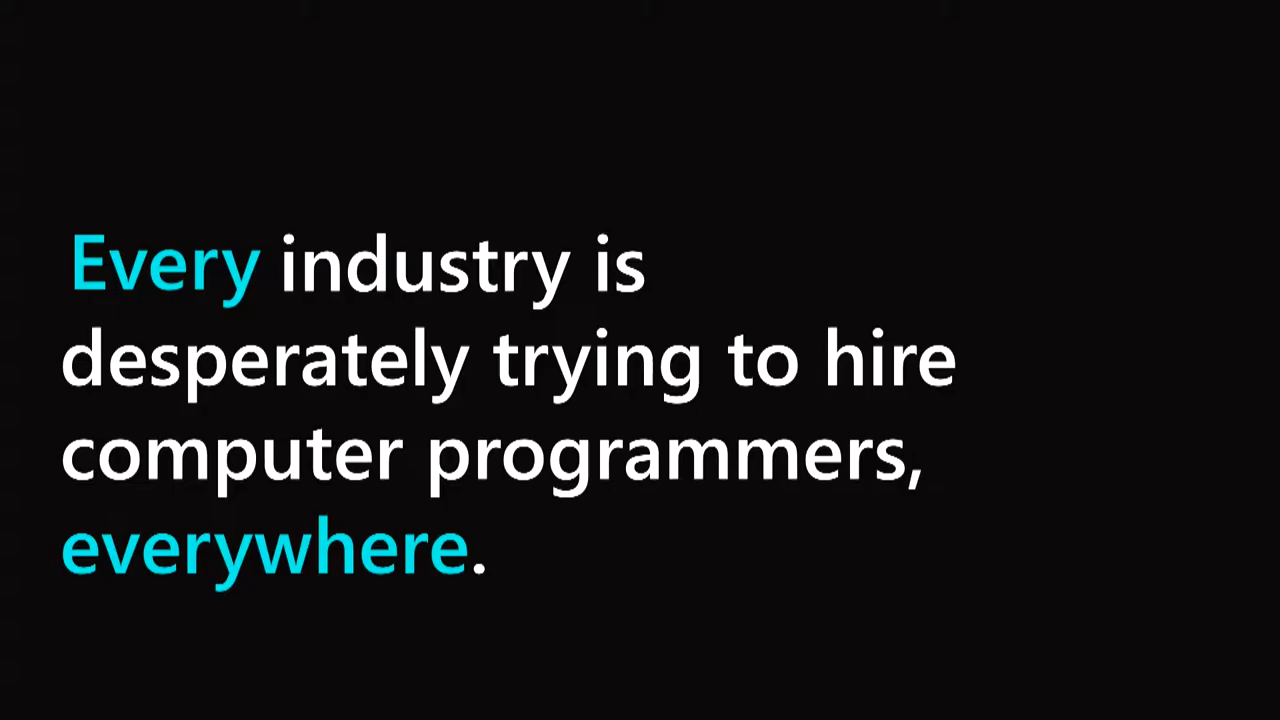 Every industry is
desperately trying to hire
computer programmers,
everywhere.